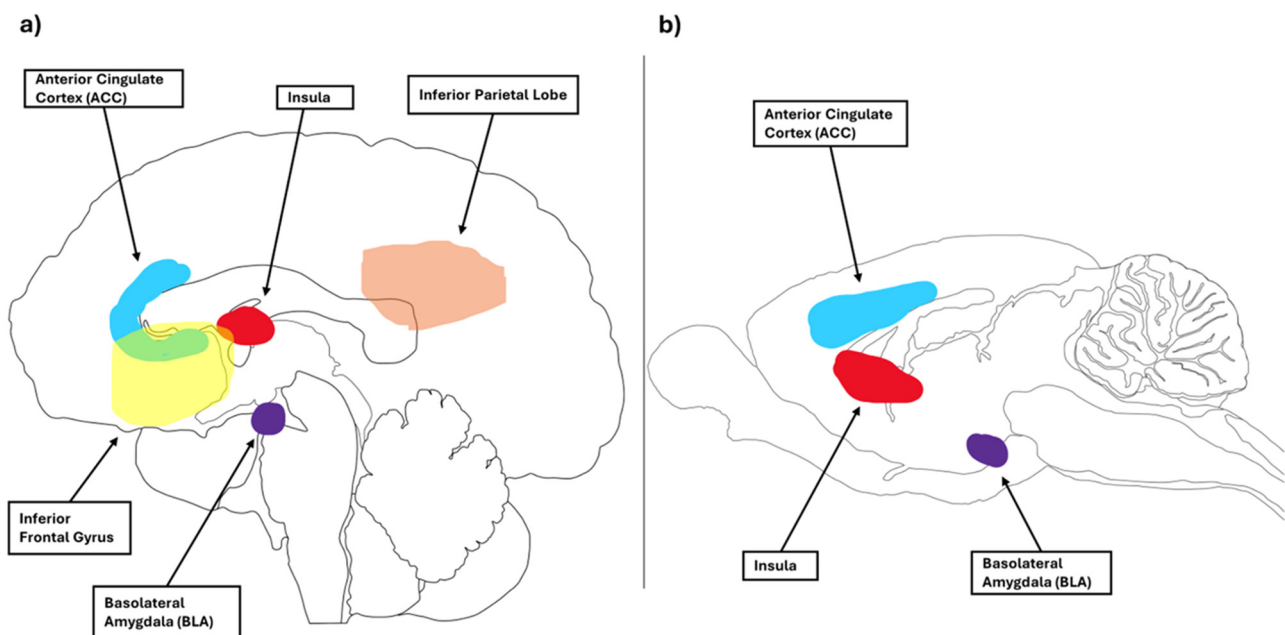 a)
Anterior Cingulate
Cortex (ACC)
Insula
Inferior Parietal Lobe
Inferior
Frontal Gyrus
Basolateral
Amygdala (BLA)
b)
Anterior Cingulate
Cortex (ACC)
Insula
Basolateral
Amygdala (BLA)